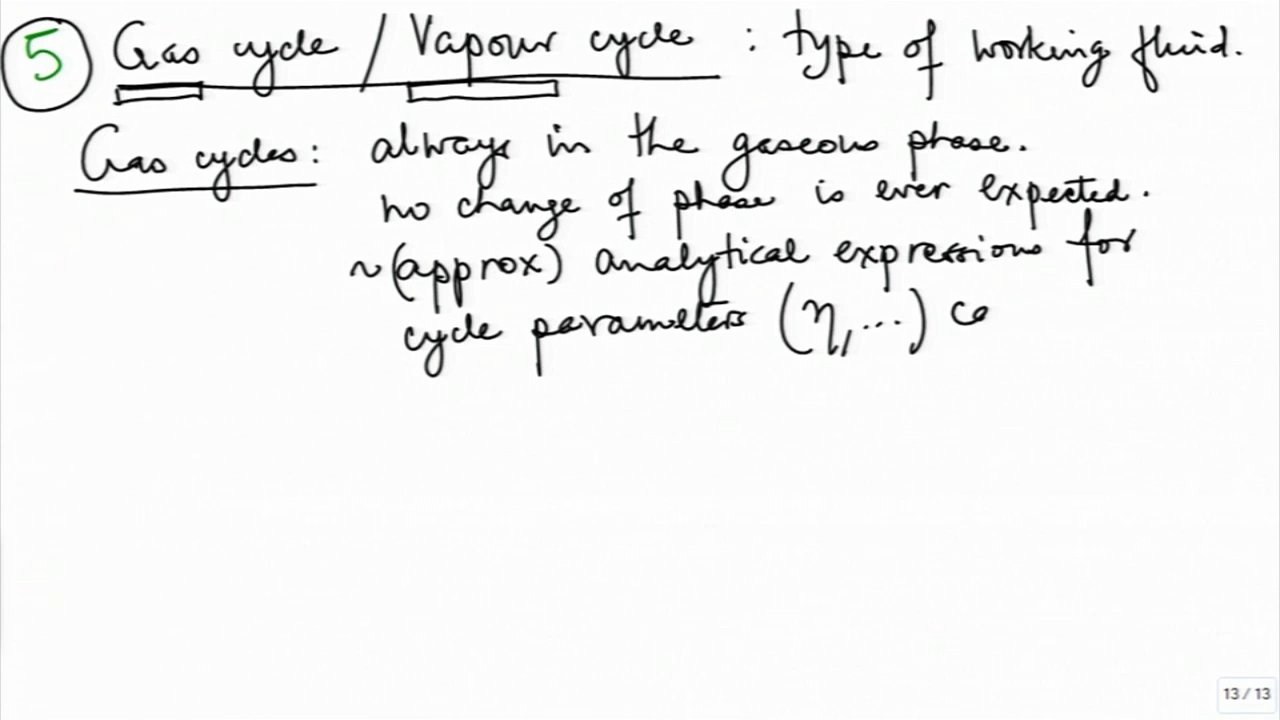 5 Gas cycle / Vapour cycle : type of working fluid.
Gas cycles: always in the gaseous phase.
no change of phase is ever expected.
~ (approx) analytical expressions for
cycle parameters (η, ...) ca
13 / 13